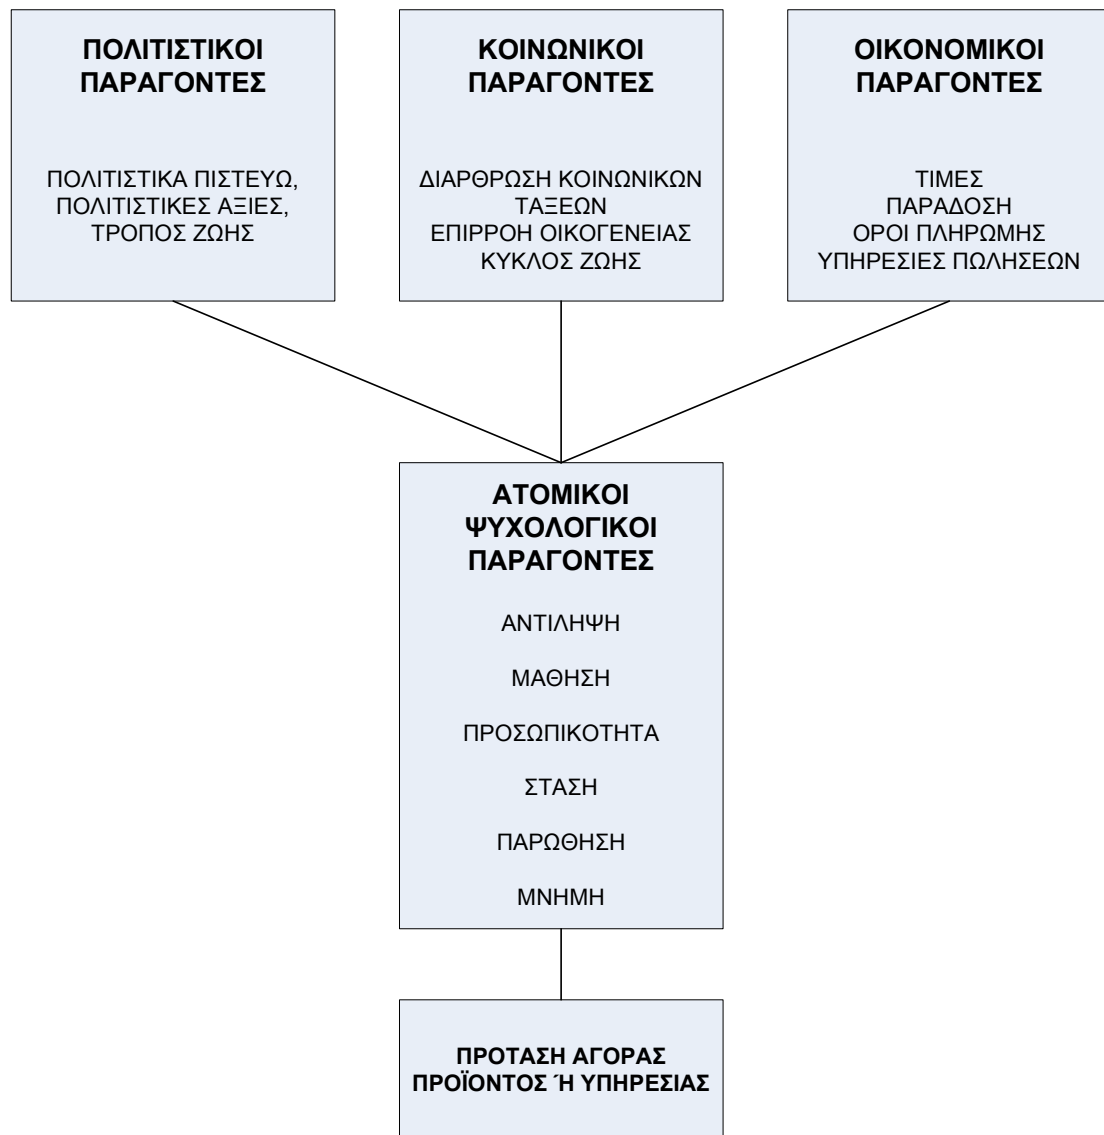 ΠΟΛΙΤΙΣΤΙΚΟΙ
ΠΑΡΑΓΟΝΤΕΣ
ΠΟΛΙΤΙΣΤΙΚΑ ΠΙΣΤΕΥΩ,
ΠΟΛΙΤΙΣΤΙΚΕΣ ΑΞΙΕΣ,
ΤΡΟΠΟΣ ΖΩΗΣ
ΚΟΙΝΩΝΙΚΟΙ
ΠΑΡΑΓΟΝΤΕΣ
ΔΙΑΡΘΡΩΣΗ ΚΟΙΝΩΝΙΚΩΝ
ΤΑΞΕΩΝ
ΕΠΙΡΡΟΗ ΟΙΚΟΓΕΝΕΙΑΣ
ΚΥΚΛΟΣ ΖΩΗΣ
ΟΙΚΟΝΟΜΙΚΟΙ
ΠΑΡΑΓΟΝΤΕΣ
ΤΙΜΕΣ
ΠΑΡΑΔΟΣΗ
ΟΡΟΙ ΠΛΗΡΩΜΗΣ
ΥΠΗΡΕΣΙΕΣ ΠΩΛΗΣΕΩΝ
ΑΤΟΜΙΚΟΙ
ΨΥΧΟΛΟΓΙΚΟΙ
ΠΑΡΑΓΟΝΤΕΣ
ΑΝΤΙΛΗΨΗ
ΜΑΘΗΣΗ
ΠΡΟΣΩΠΙΚΟΤΗΤΑ
ΣΤΑΣΗ
ΠΑΡΩΘΗΣΗ
ΜΝΗΜΗ
ΠΡΟΤΑΣΗ ΑΓΟΡΑΣ
ΠΡΟΪΟΝΤΟΣ Ή ΥΠΗΡΕΣΙΑΣ